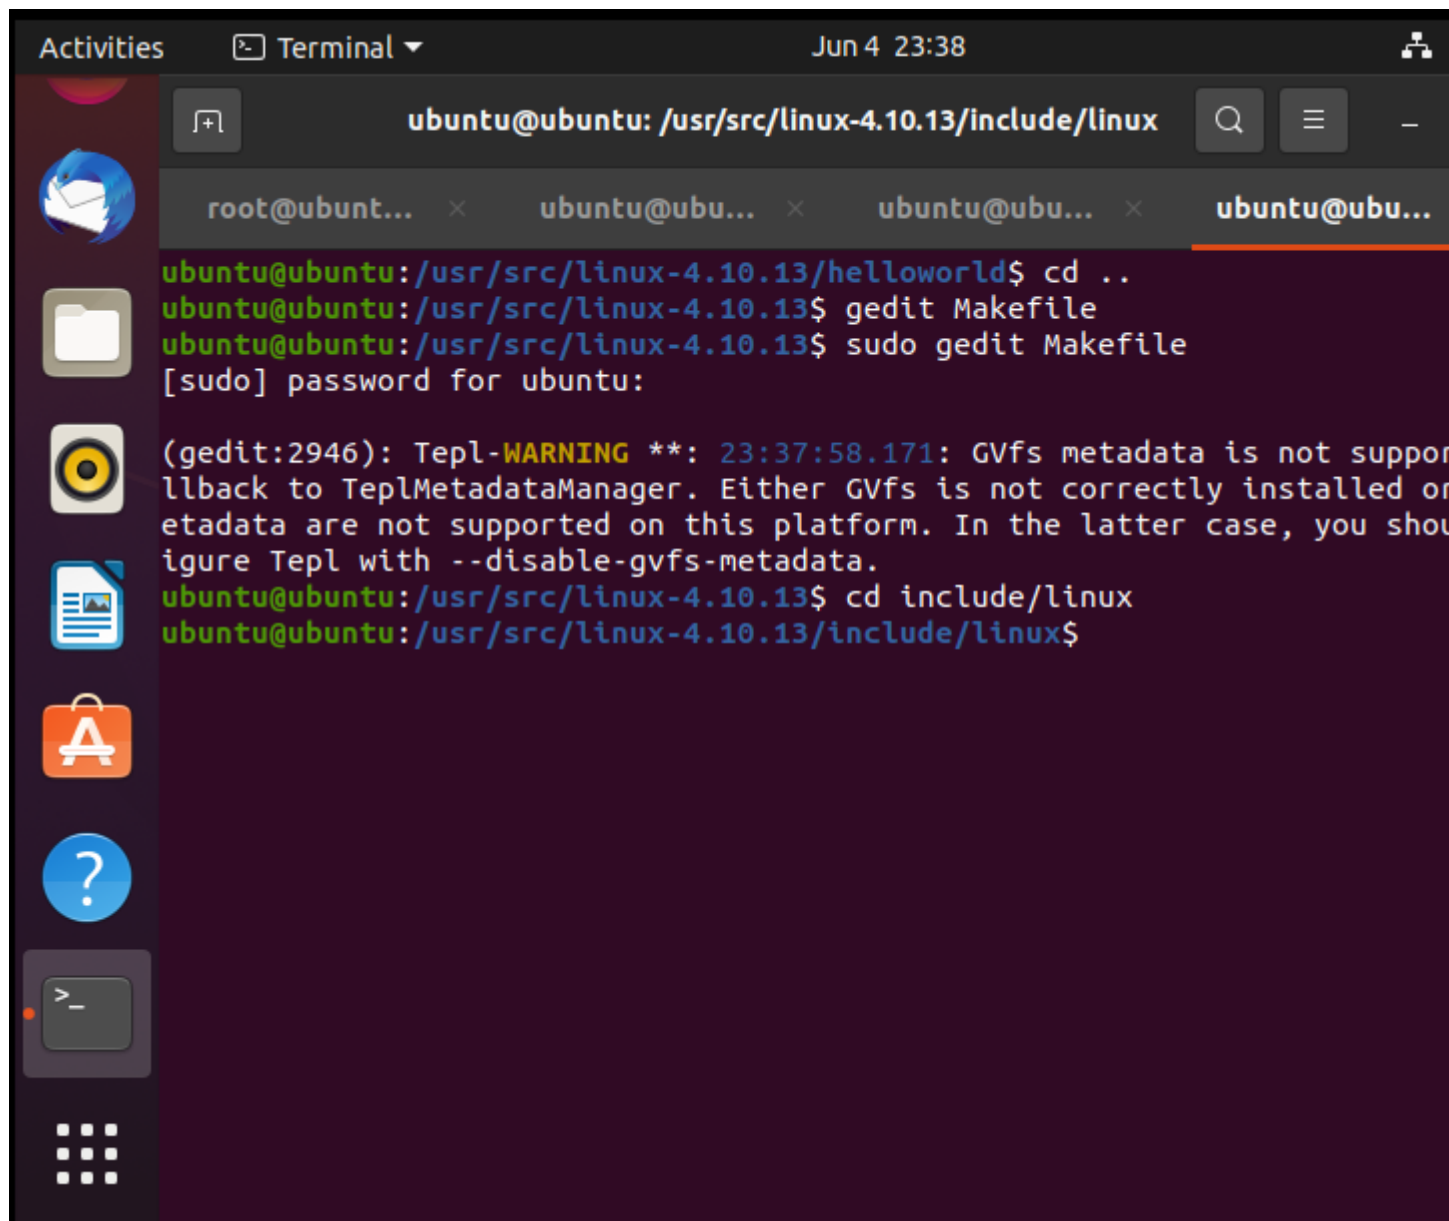 Activities Terminal Jun 4 23:38
ubuntu@ubuntu: /usr/src/linux-4.10.13/include/linux
root@ubunt... × ubuntu@ubu... × ubuntu@ubu... × ubuntu@ubu...
ubuntu@ubuntu:/usr/src/linux-4.10.13/helloworld$ cd ..
ubuntu@ubuntu:/usr/src/linux-4.10.13$ gedit Makefile
ubuntu@ubuntu:/usr/src/linux-4.10.13$ sudo gedit Makefile
[sudo] password for ubuntu:
(gedit:2946): Tepl-WARNING **: 23:37:58.171: GVfs metadata is not suppor
llback to TeplMetadataManager. Either GVfs is not correctly installed or
etadata are not supported on this platform. In the latter case, you shou
igure Tepl with --disable-gvfs-metadata.
ubuntu@ubuntu:/usr/src/linux-4.10.13$ cd include/linux
ubuntu@ubuntu:/usr/src/linux-4.10.13/include/linux$